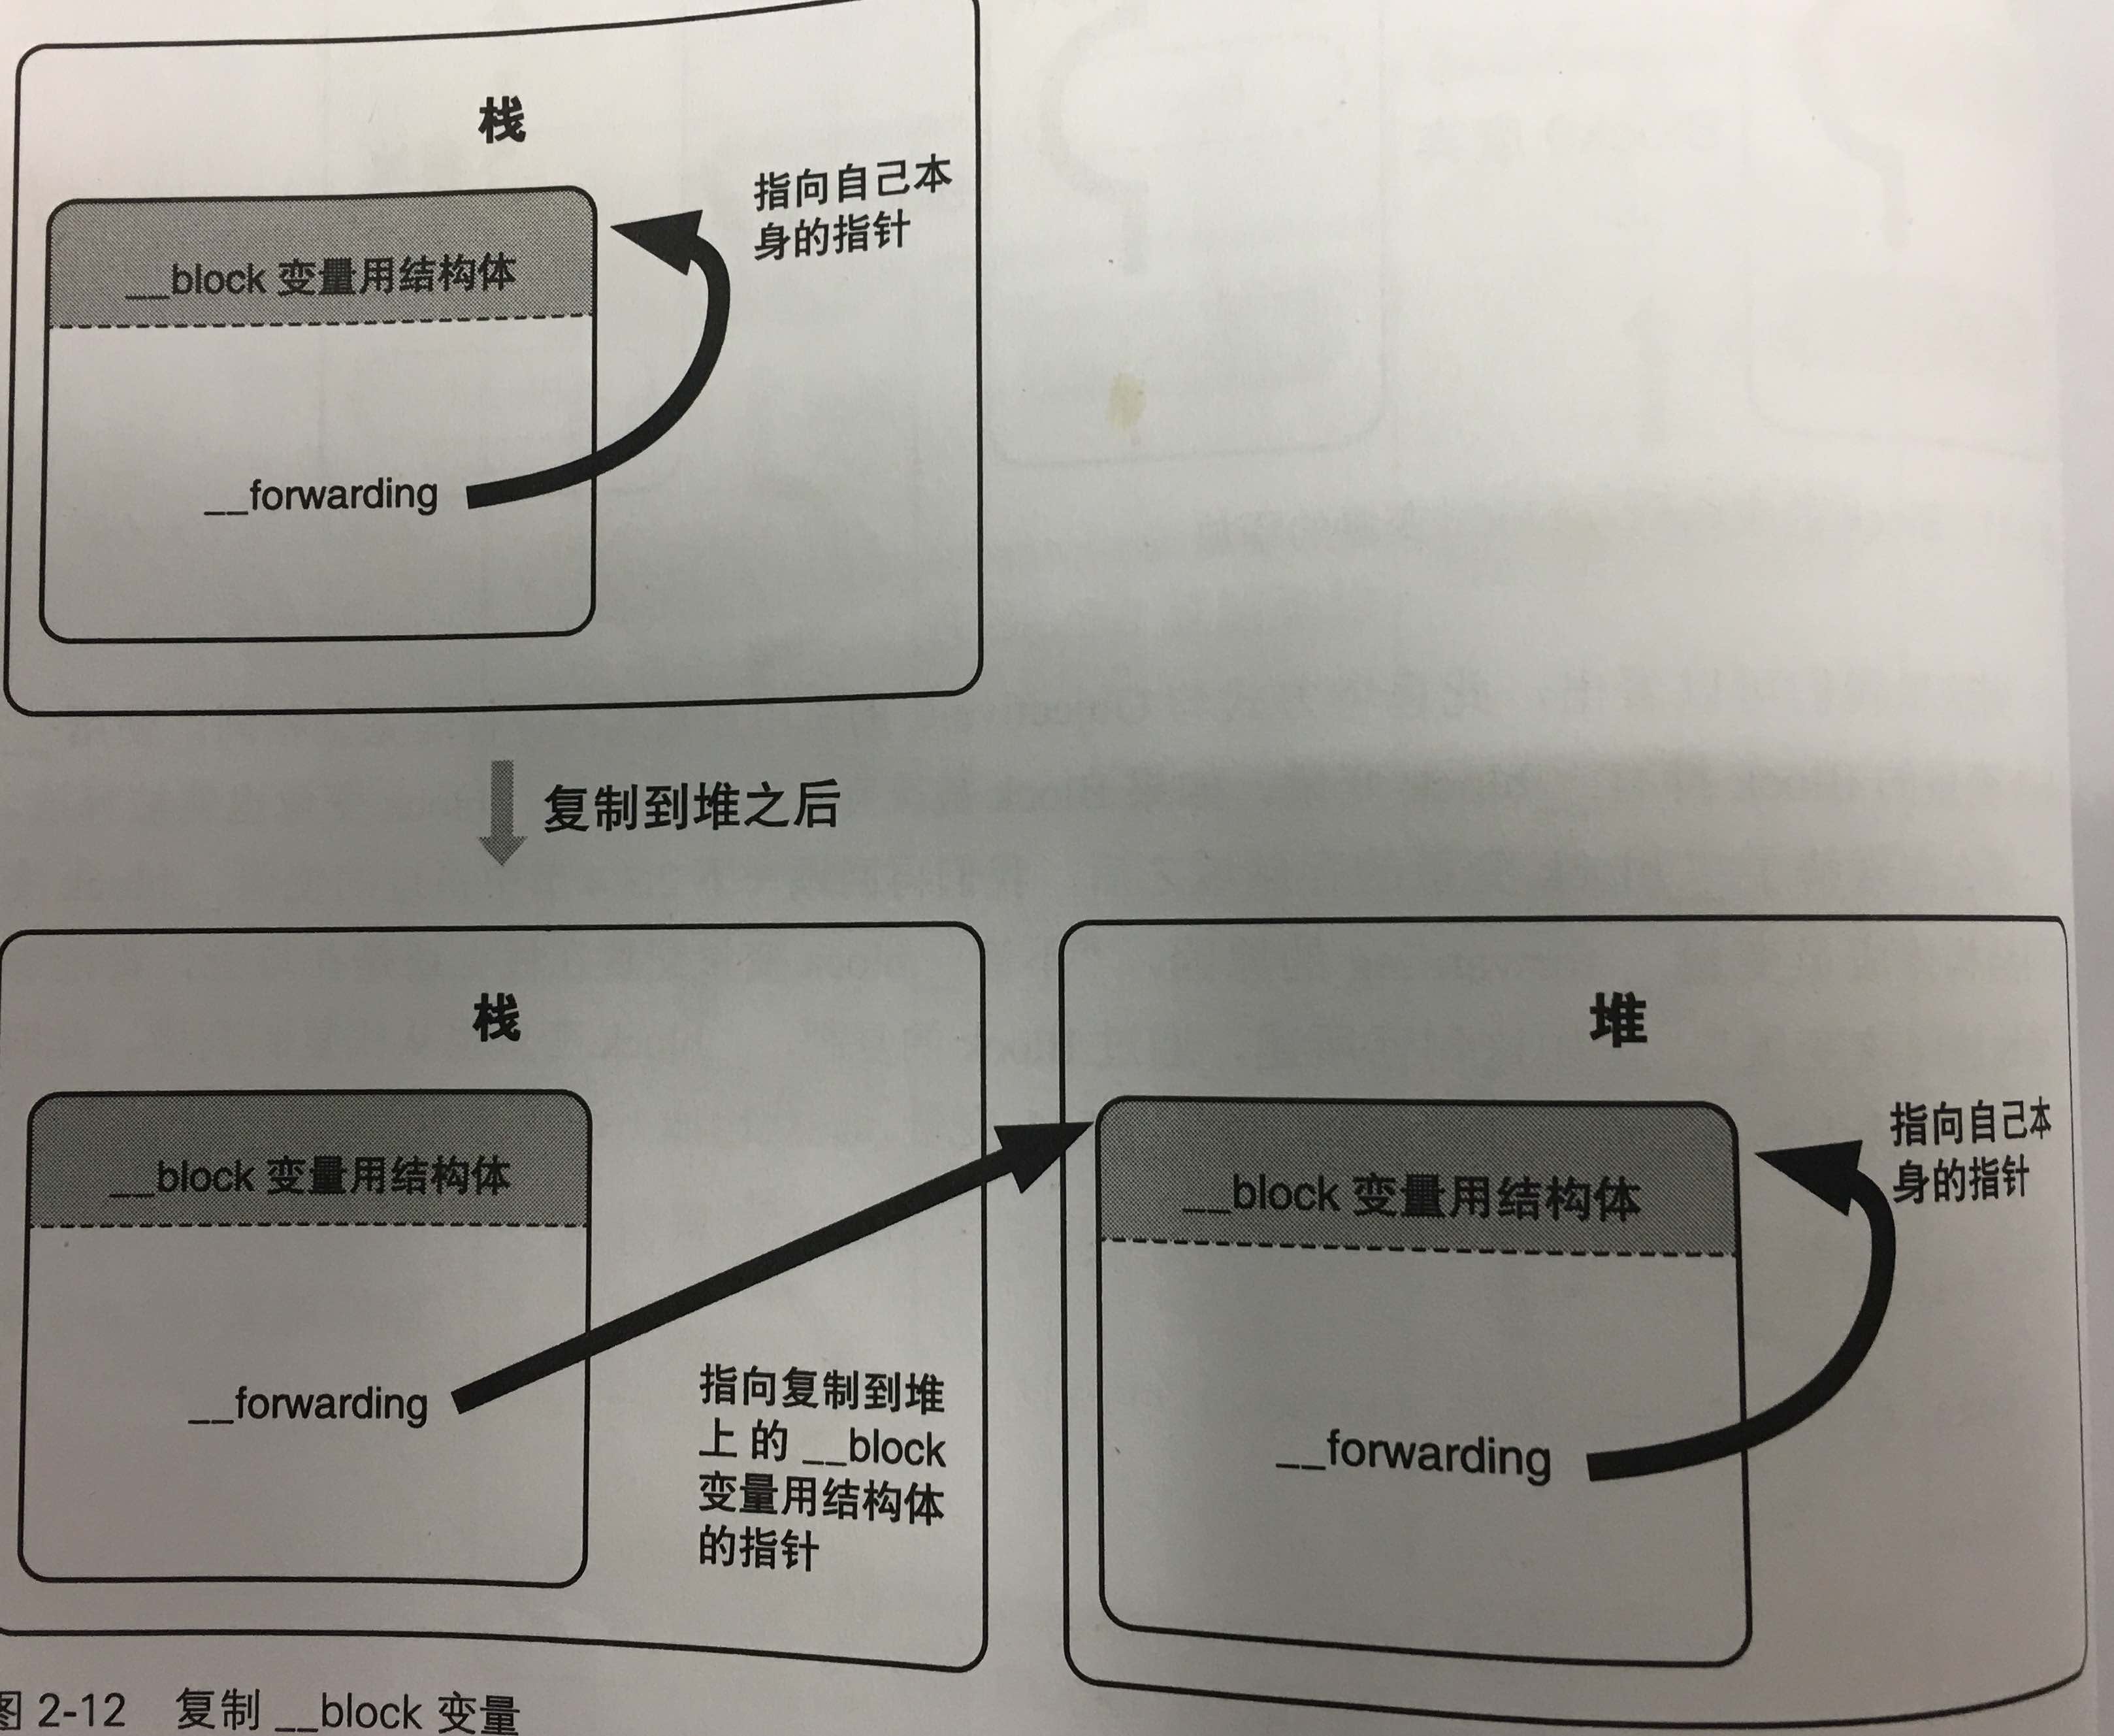 栈
指向自己本
身的指针
__block 变量用结构体
__forwarding
复制到堆之后
栈
__block 变量用结构体
__forwarding
指向复制到堆
上的 __block
变量用结构体
的指针
堆
指向自己本
身的指针
__block 变量用结构体
__forwarding
图 2-12 复制 __block 变量